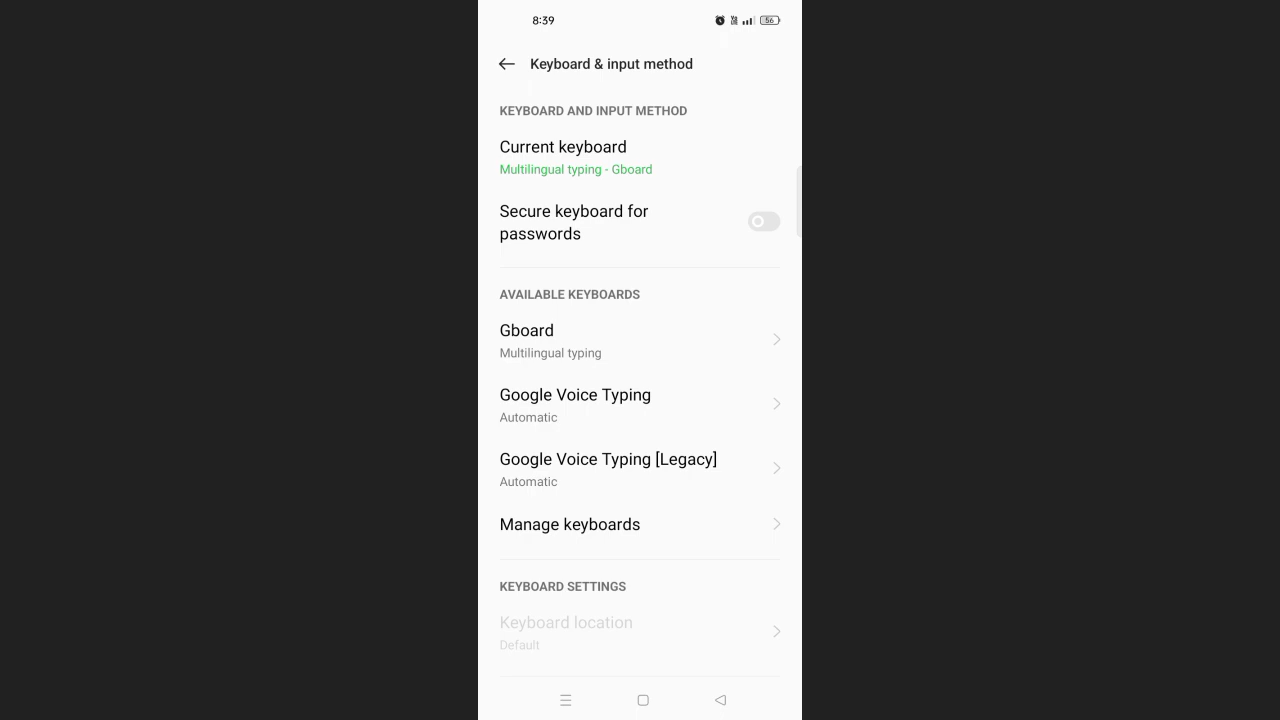 8:39
56
Keyboard & input method
KEYBOARD AND INPUT METHOD
Current keyboard
Multilingual typing - Gboard
Secure keyboard for
passwords
AVAILABLE KEYBOARDS
Gboard
Multilingual typing
Google Voice Typing
Automatic
Google Voice Typing [Legacy]
Automatic
Manage keyboards
KEYBOARD SETTINGS
Keyboard location
Default